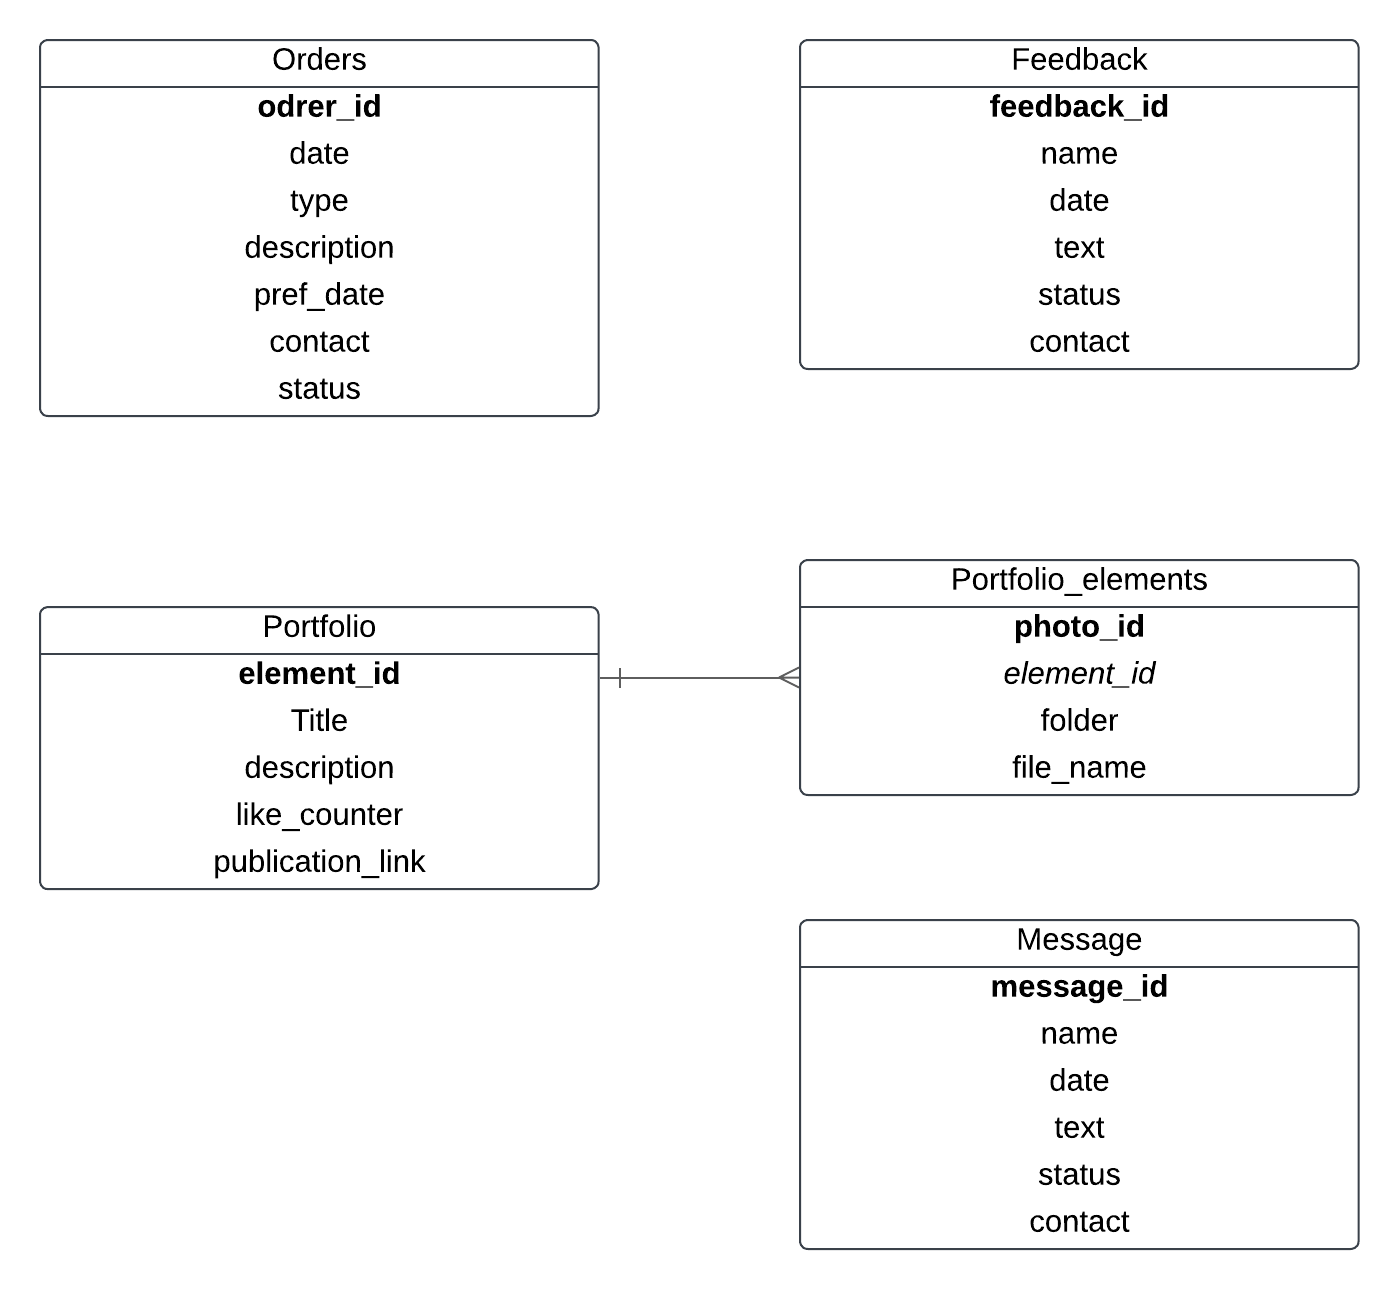 Orders
odrer_id
date
type
description
pref_date
contact
status
Feedback
feedback_id
name
date
text
status
contact
Portfolio
element_id
Title
description
like_counter
publication_link
Portfolio_elements
photo_id
element_id
folder
file_name
Message
message_id
name
date
text
status
contact